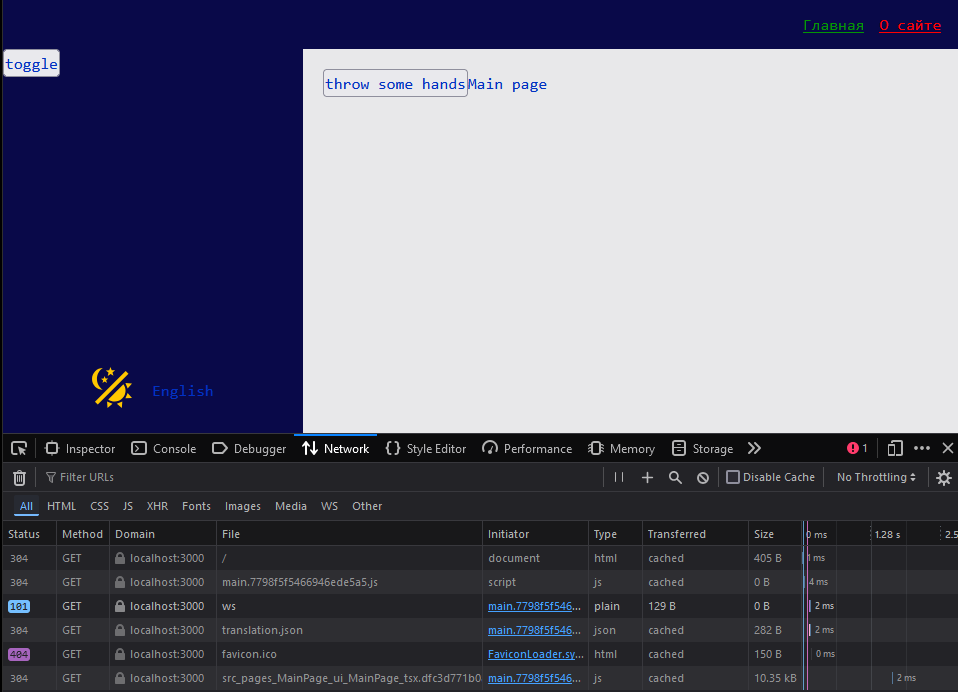 Главная О сайте
toggle
throw some hands Main page
English
Inspector Console Debugger Network Style Editor Performance Memory Storage 1
Filter URLs Disable Cache No Throttling
All HTML CSS JS XHR Fonts Images Media WS Other
Status Method Domain File Initiator Type Transferred Size 0 ms 1.28 s 2.5
304 GET localhost:3000 / document html cached 405 B 1 ms
304 GET localhost:3000 main.7798f5f5466946ede5a5.js script js cached 0 B 4 ms
101 GET localhost:3000 ws main.7798f5f546... plain 129 B 0 B 2 ms
304 GET localhost:3000 translation.json main.7798f5f546... json cached 282 B 2 ms
404 GET localhost:3000 favicon.ico FaviconLoader.sy... html cached 150 B 0 ms
304 GET localhost:3000 src_pages_MainPage_ui_MainPage_tsx.dfc3d771b0 main.7798f5f546... js cached 10.35 kB 2 ms